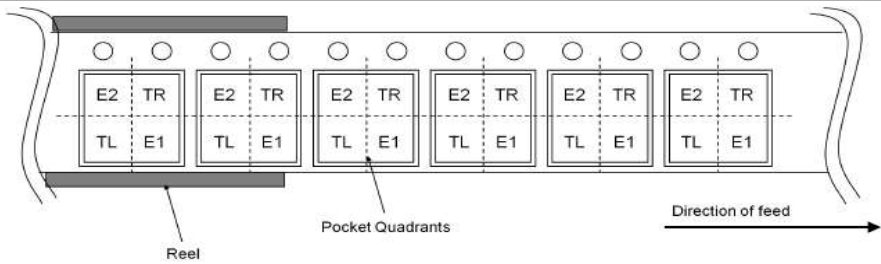 E2 TR E2 TR E2 TR E2 TR E2 TR E2 TR
TL E1 TL E1 TL E1 TL E1 TL E1 TL E1
Direction of feed
Pocket Quadrants
Reel